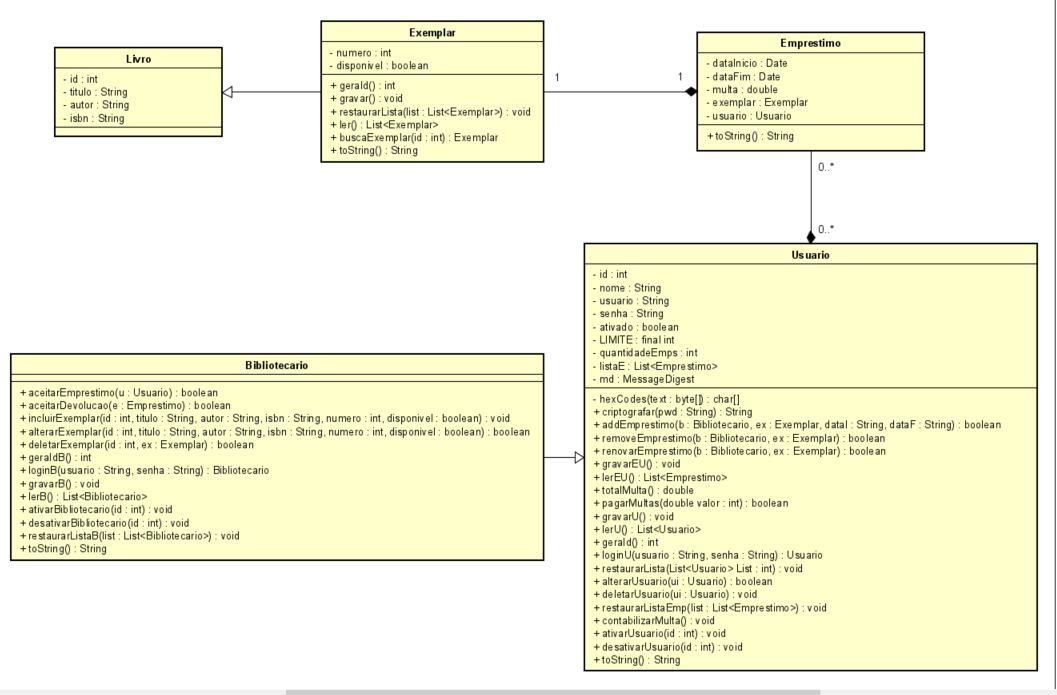 Livro
- id : int
- titulo : String
- autor : String
- isbn : String
Exemplar
- numero : int
- disponivel : boolean
+ geraId() : int
+ gravar() : void
+ restaurarLista(list : List<Exemplar>) : void
+ ler() : List<Exemplar>
+ buscaExemplar(id : int) : Exemplar
+ toString() : String
1
1
Emprestimo
- dataInicio : Date
- dataFim : Date
- multa : double
- exemplar : Exemplar
- usuario : Usuario
+ toString() : String
0..*
0..*
Usuario
- id : int
- nome : String
- usuario : String
- senha : String
- ativado : boolean
- LIMITE : final int
- quantidadeEmps : int
- listaE : List<Emprestimo>
- md : MessageDigest
- hexCodes(text : byte[]) : char[]
+ criptografar(pwd : String) : String
+ addEmprestimo(b : Bibliotecario, ex : Exemplar, dataI : String, dataF : String) : boolean
+ removeEmprestimo(b : Bibliotecario, ex : Exemplar) : boolean
+ renovarEmprestimo(b : Bibliotecario, ex : Exemplar) : boolean
+ gravarEU() : void
+ lerEU() : List<Emprestimo>
+ totalMulta() : double
+ pagarMultas(double valor : int) : boolean
+ gravarU() : void
+ lerU() : List<Usuario>
+ geraId() : int
+ loginU(usuario : String, senha : String) : Usuario
+ restaurarLista(List<Usuario> List : int) : void
+ alterarUsuario(ui : Usuario) : boolean
+ deletarUsuario(ui : Usuario) : void
+ restaurarListaEmp(list : List<Emprestimo>) : void
+ contabilizarMulta() : void
+ ativarUsuario(id : int) : void
+ desativarUsuario(id : int) : void
+ toString() : String
Bibliotecario
+ aceitarEmprestimo(u : Usuario) : boolean
+ aceitarDevolucao(e : Emprestimo) : boolean
+ incluirExemplar(id : int, titulo : String, autor : String, isbn : String, numero : int, disponivel : boolean) : void
+ alterarExemplar(id : int, titulo : String, autor : String, isbn : String, numero : int, disponivel : boolean) : boolean
+ deletarExemplar(id : int, ex : Exemplar) : boolean
+ geraIdB() : int
+ loginB(usuario : String, senha : String) : Bibliotecario
+ gravarB() : void
+ lerB() : List<Bibliotecario>
+ ativarBibliotecario(id : int) : void
+ desativarBibliotecario(id : int) : void
+ restaurarListaB(list : List<Bibliotecario>) : void
+ toString() : String